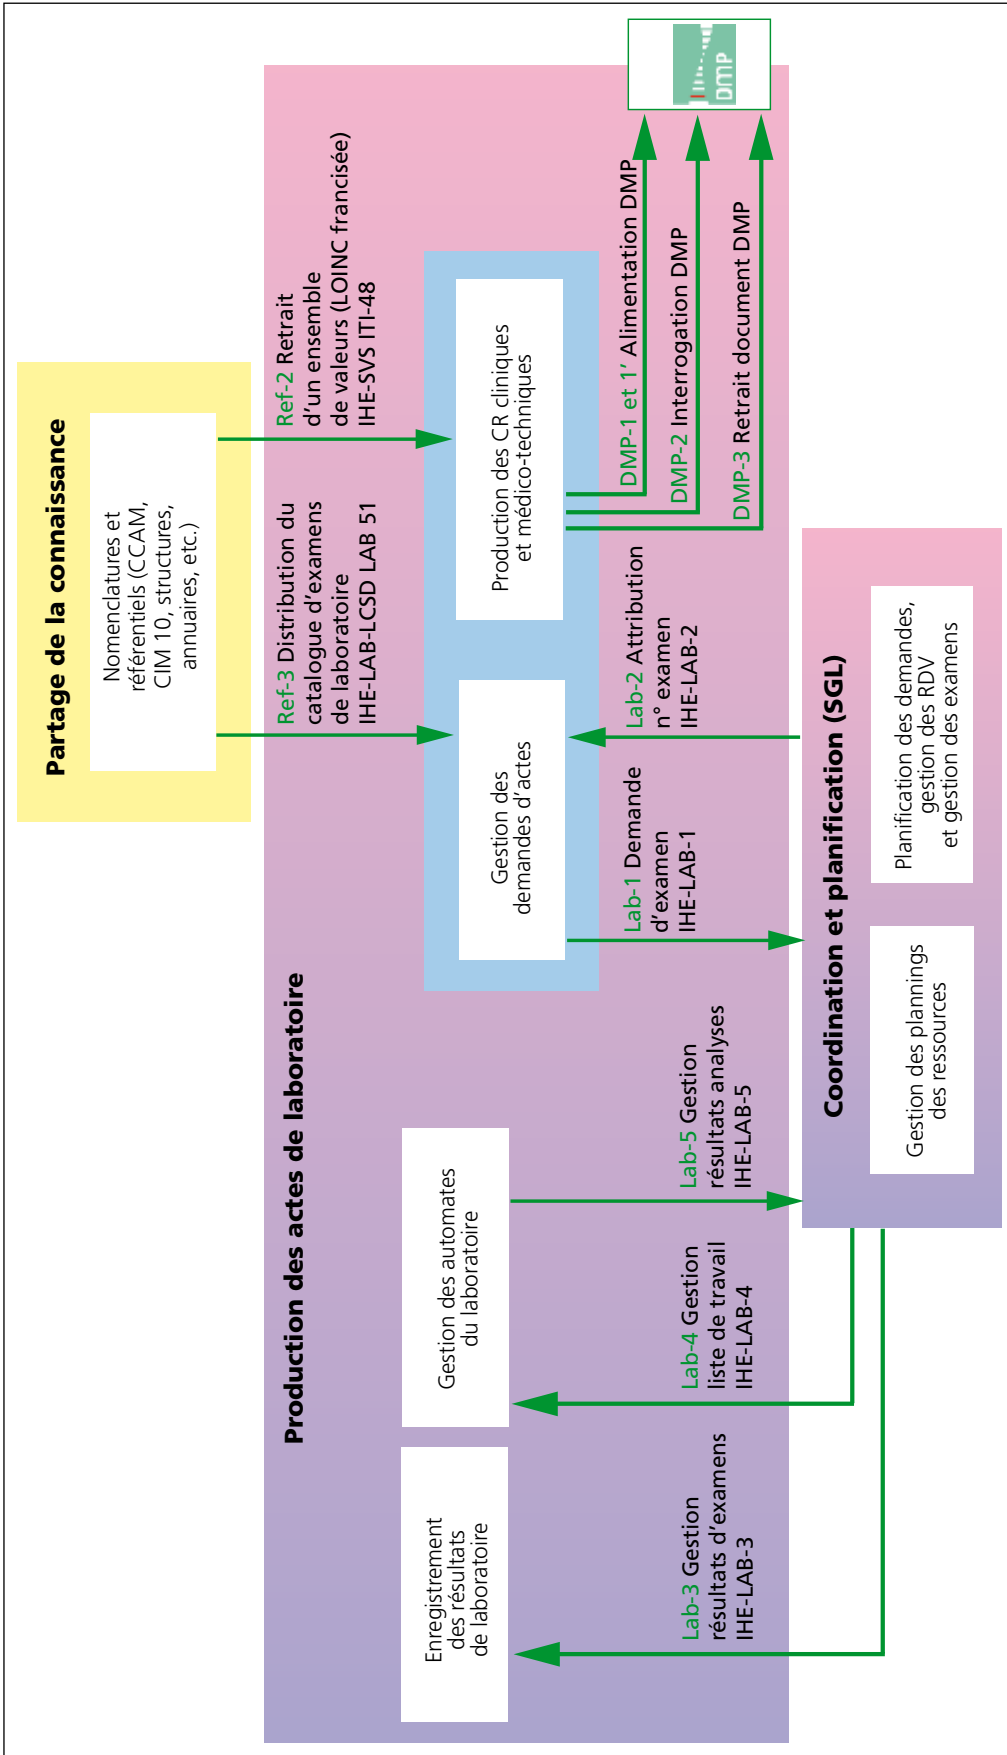 Partage de la connaissance
Nomenclatures et
référentiels (CCAM,
CIM 10, structures,
annuaires, etc.)
Production des actes de laboratoire
Ref-3 Distribution du
catalogue d’examens
de laboratoire
IHE-LAB-LCSD LAB 51
Ref-2 Retrait
d’un ensemble
de valeurs (LOINC francisée)
IHE-SVS ITI-48
Enregistrement
des résultats
de laboratoire
Gestion des automates
du laboratoire
Gestion des
demandes d’actes
Production des CR cliniques
et médico-techniques
DMP-1 et 1’ Alimentation DMP
DMP-2 Interrogation DMP
DMP-3 Retrait document DMP
DMP
Lab-3 Gestion
résultats d’examens
IHE-LAB-3
Lab-4 Gestion
liste de travail
IHE-LAB-4
Lab-5 Gestion
résultats analyses
IHE-LAB-5
Lab-1 Demande
d’examen
IHE-LAB-1
Lab-2 Attribution
n° examen
IHE-LAB-2
Coordination et planification (SGL)
Gestion des plannings
des ressources
Planification des demandes,
gestion des RDV
et gestion des examens